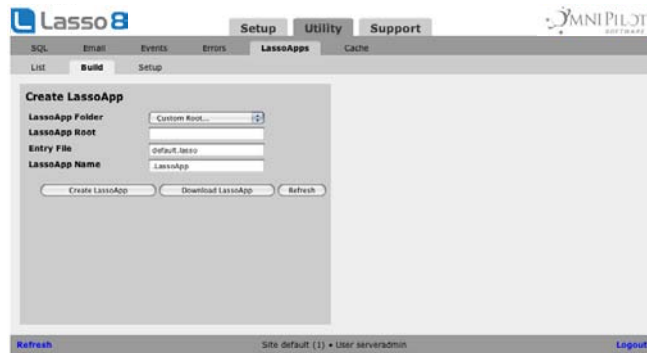 Lasso 8
Setup Utility Support
OMNIPILOT
SOFTWARE
SQL Email Events Errors LassoApps Cache
List Build Setup
Create LassoApp
LassoApp Folder Custom Root...
LassoApp Root
Entry File default.lasso
LassoApp Name .LassoApp
Create LassoApp Download LassoApp Refresh
Refresh Site default (1) • User serveradmin Logout